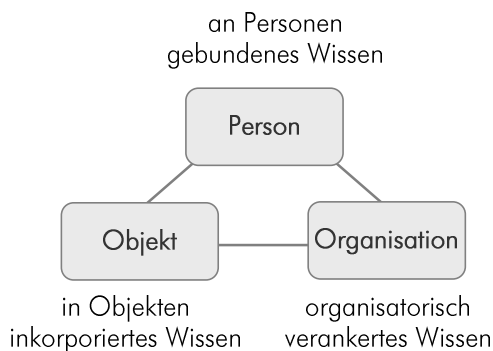 an Personen
gebundenes Wissen
Person
Objekt
Organisation
in Objekten
inkorporiertes Wissen
organisatorisch
verankertes Wissen